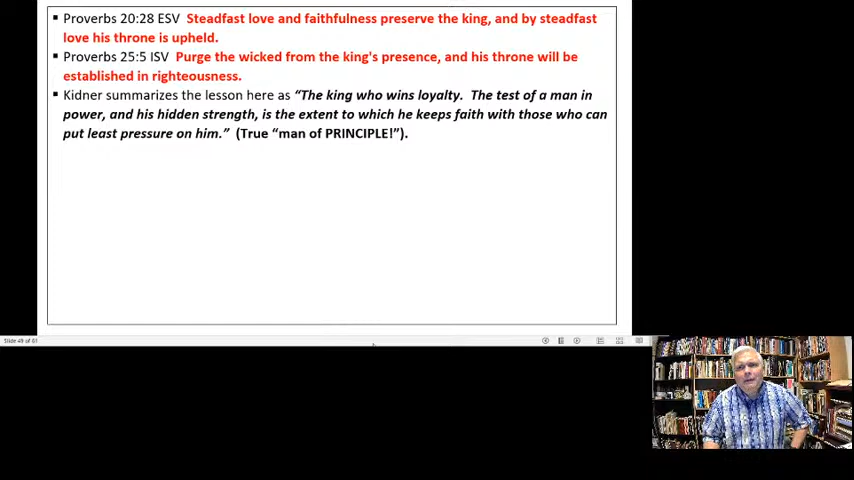 ▪ Proverbs 20:28 ESV Steadfast love and faithfulness preserve the king, and by steadfast
love his throne is upheld.
▪ Proverbs 25:5 ISV Purge the wicked from the king's presence, and his throne will be
established in righteousness.
▪ Kidner summarizes the lesson here as “The king who wins loyalty. The test of a man in
power, and his hidden strength, is the extent to which he keeps faith with those who can
put least pressure on him.” (True “man of PRINCIPLE!”).
Slide 49 of 61